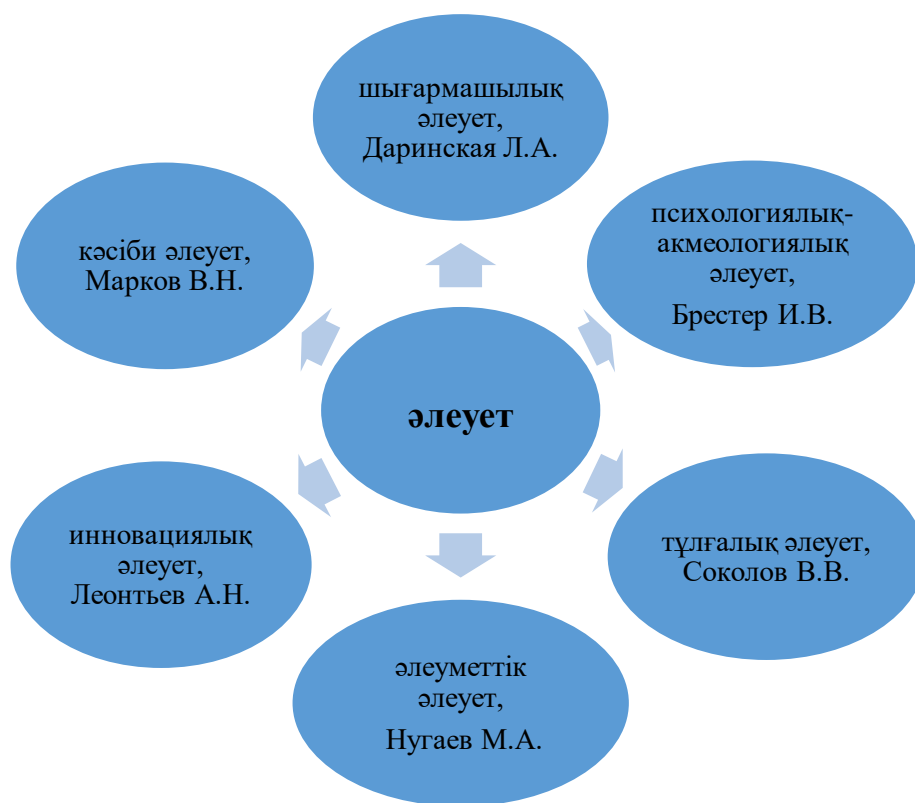 шығармашылық
әлеует,
Даринская Л.А.
психологиялық-
акмеологиялық
әлеует,
Брестер И.В.
кәсіби әлеует,
Марков В.Н.
әлеует
инновациялық
әлеует,
Леонтьев А.Н.
тұлғалық әлеует,
Соколов В.В.
әлеуметтік
әлеует,
Нугаев М.А.